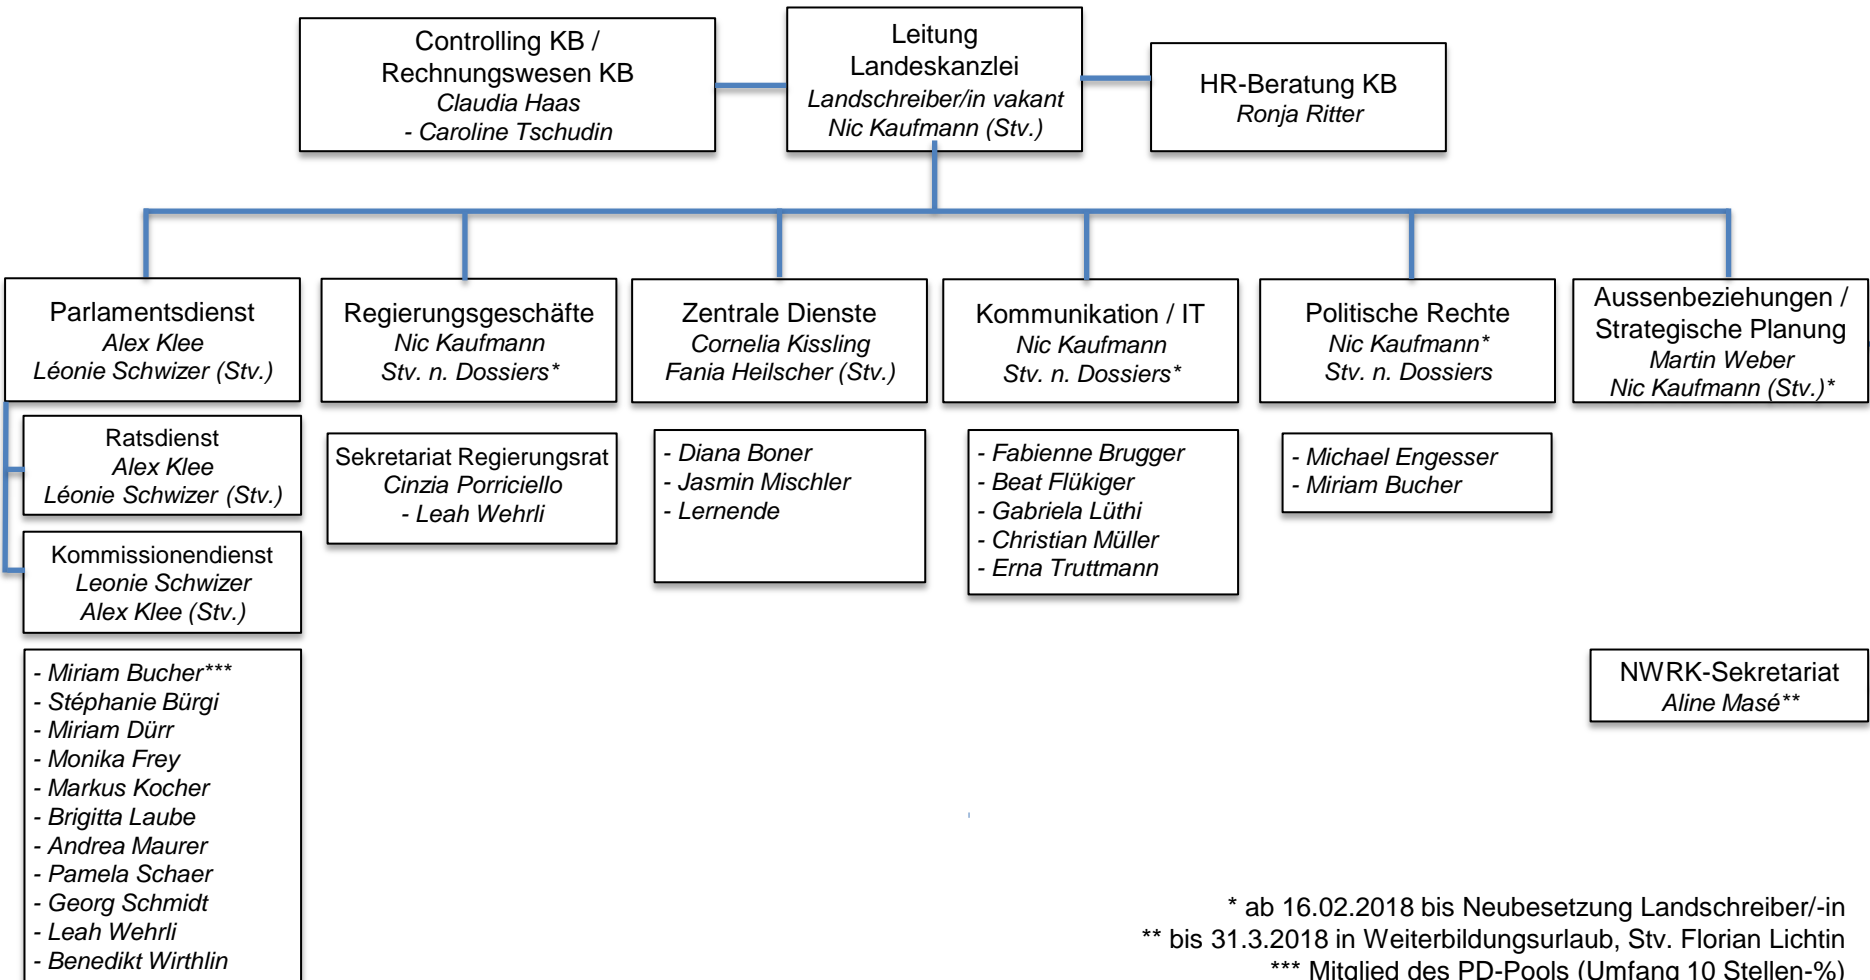 Controlling KB /
Rechnungswesen KB
Claudia Haas
- Caroline Tschudin
Leitung
Landeskanzlei
Landschreiber/in vakant
Nic Kaufmann (Stv.)
HR-Beratung KB
Ronja Ritter
Parlamentsdienst
Alex Klee
Léonie Schwizer (Stv.)
Regierungsgeschäfte
Nic Kaufmann
Stv. n. Dossiers*
Zentrale Dienste
Cornelia Kissling
Fania Heilscher (Stv.)
Kommunikation / IT
Nic Kaufmann
Stv. n. Dossiers*
Politische Rechte
Nic Kaufmann*
Stv. n. Dossiers
Aussenbeziehungen /
Strategische Planung
Martin Weber
Nic Kaufmann (Stv.)*
Ratsdienst
Alex Klee
Léonie Schwizer (Stv.)
Kommissionendienst
Leonie Schwizer
Alex Klee (Stv.)
- Miriam Bucher***
- Stéphanie Bürgi
- Miriam Dürr
- Monika Frey
- Markus Kocher
- Brigitta Laube
- Andrea Maurer
- Pamela Schaer
- Georg Schmidt
- Leah Wehrli
- Benedikt Wirthlin
Sekretariat Regierungsrat
Cinzia Porriciello
- Leah Wehrli
- Diana Boner
- Jasmin Mischler
- Lernende
- Fabienne Brugger
- Beat Flükiger
- Gabriela Lüthi
- Christian Müller
- Erna Truttmann
- Michael Engesser
- Miriam Bucher
NWRK-Sekretariat
Aline Masé**
* ab 16.02.2018 bis Neubesetzung Landschreiber/-in
** bis 31.3.2018 in Weiterbildungsurlaub, Stv. Florian Lichtin
*** Mitglied des PD-Pools (Umfang 10 Stellen-%)